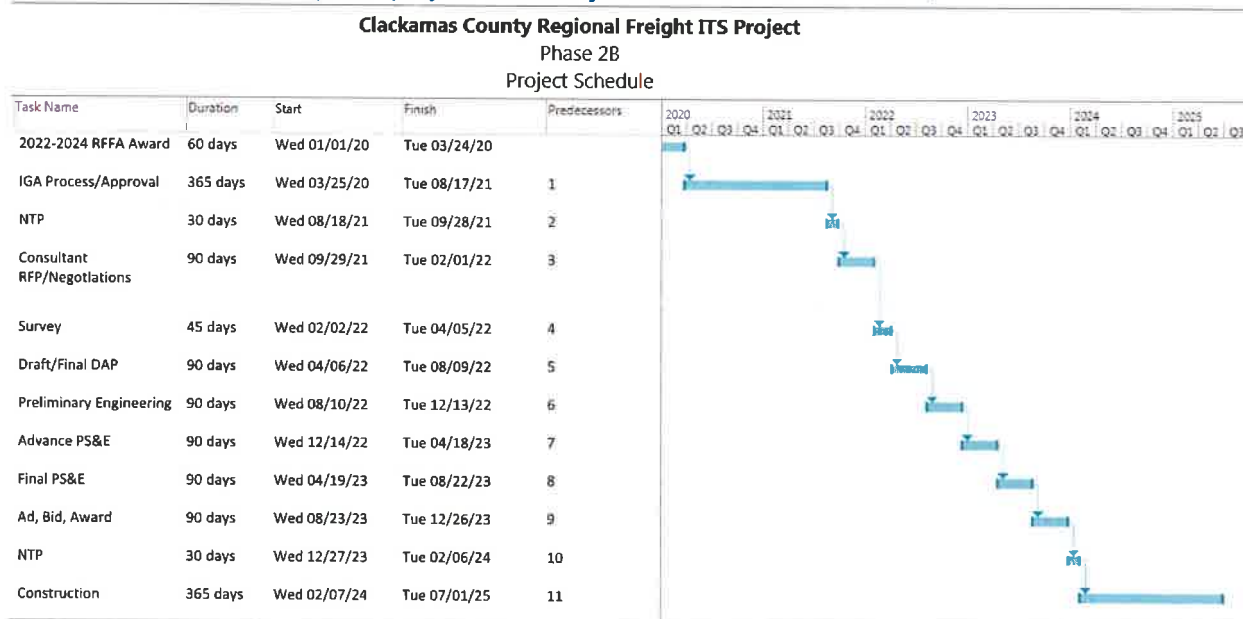 Clackamas County Regional Freight ITS Project
Phase 2B
Project Schedule
Task Name Duration Start Finish Predecessors 2020 2021 2022 2023 2024 2025
Q1 Q2 Q3 Q4 Q1 Q2 Q3 Q4 Q1 Q2 Q3 Q4 Q1 Q2 Q3 Q4 Q1 Q2 Q3 Q4 Q1 Q2 Q3
2022-2024 RFFA Award 60 days Wed 01/01/20 Tue 03/24/20
IGA Process/Approval 365 days Wed 03/25/20 Tue 08/17/21 1
NTP 30 days Wed 08/18/21 Tue 09/28/21 2
Consultant 90 days Wed 09/29/21 Tue 02/01/22 3
RFP/Negotiations
Survey 45 days Wed 02/02/22 Tue 04/05/22 4
Draft/Final DAP 90 days Wed 04/06/22 Tue 08/09/22 5
Preliminary Engineering 90 days Wed 08/10/22 Tue 12/13/22 6
Advance PS&E 90 days Wed 12/14/22 Tue 04/18/23 7
Final PS&E 90 days Wed 04/19/23 Tue 08/22/23 8
Ad, Bid, Award 90 days Wed 08/23/23 Tue 12/26/23 9
NTP 30 days Wed 12/27/23 Tue 02/06/24 10
Construction 365 days Wed 02/07/24 Tue 07/01/25 11